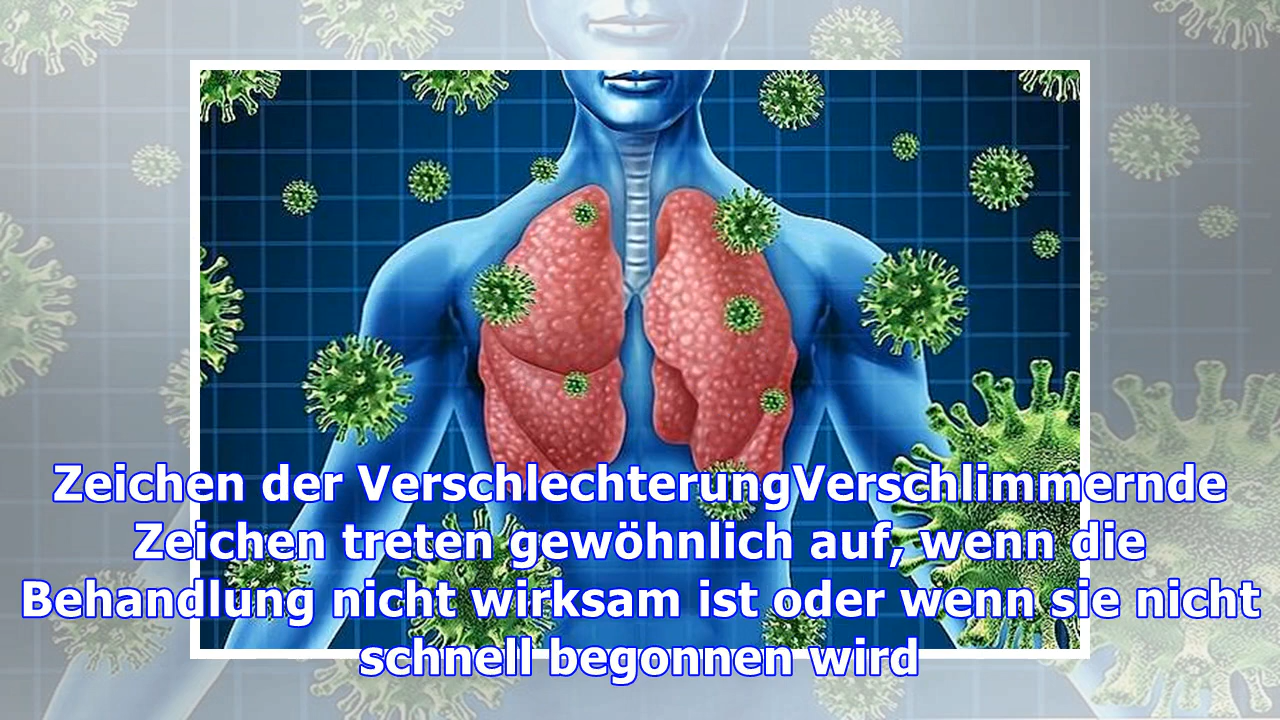 Zeichen der VerschlechterungVerschlimmernde
Zeichen treten gewöhnlich auf, wenn die
Behandlung nicht wirksam ist oder wenn sie nicht
schnell begonnen wird